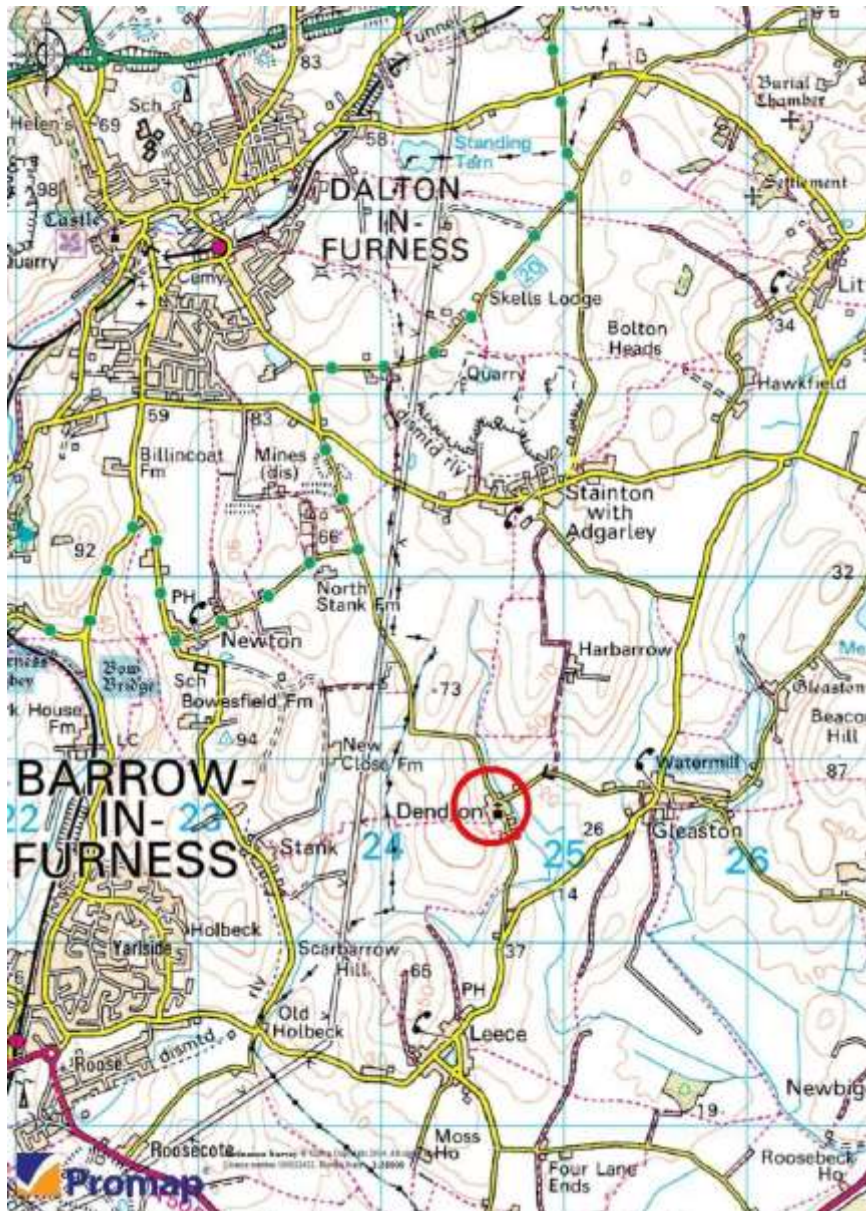 Tunnel
83
Sch
Burial
Chamber
Helen's
69
58
Standing
Tarn
Settlement
98
DALTON-
IN-
FURNESS
Castle
Quarry
Cemy
20
Skells Lodge
Lit
Bolton
Heads
34
Quarry
Hawkfield
59
83
dismtd rly
Billincoat
Fm
Mines
(dis)
Stainton
with
Adgarley
92
66
32
PH
North
Stank Fm
Newton
Harbarrow
Me
Bow
Bridge
Sch
Bowesfield Fm
73
Gleaston
Beaco
Hill
k House
Fm
94
LC
New
Close Fm
Watermill
87
BARROW-
IN-
FURNESS
22
23
Dendron
26
Gleaston
24
25
26
Stank
14
Holbeck
Yarlside
Scarbarrow
Hill
37
65
PH
rly
Old
Holbeck
Leece
dismtd
Roose
Newbig
19
Moss
Ho
Roosecote
Four Lane
Ends
Roosebeck
Ho
Promap